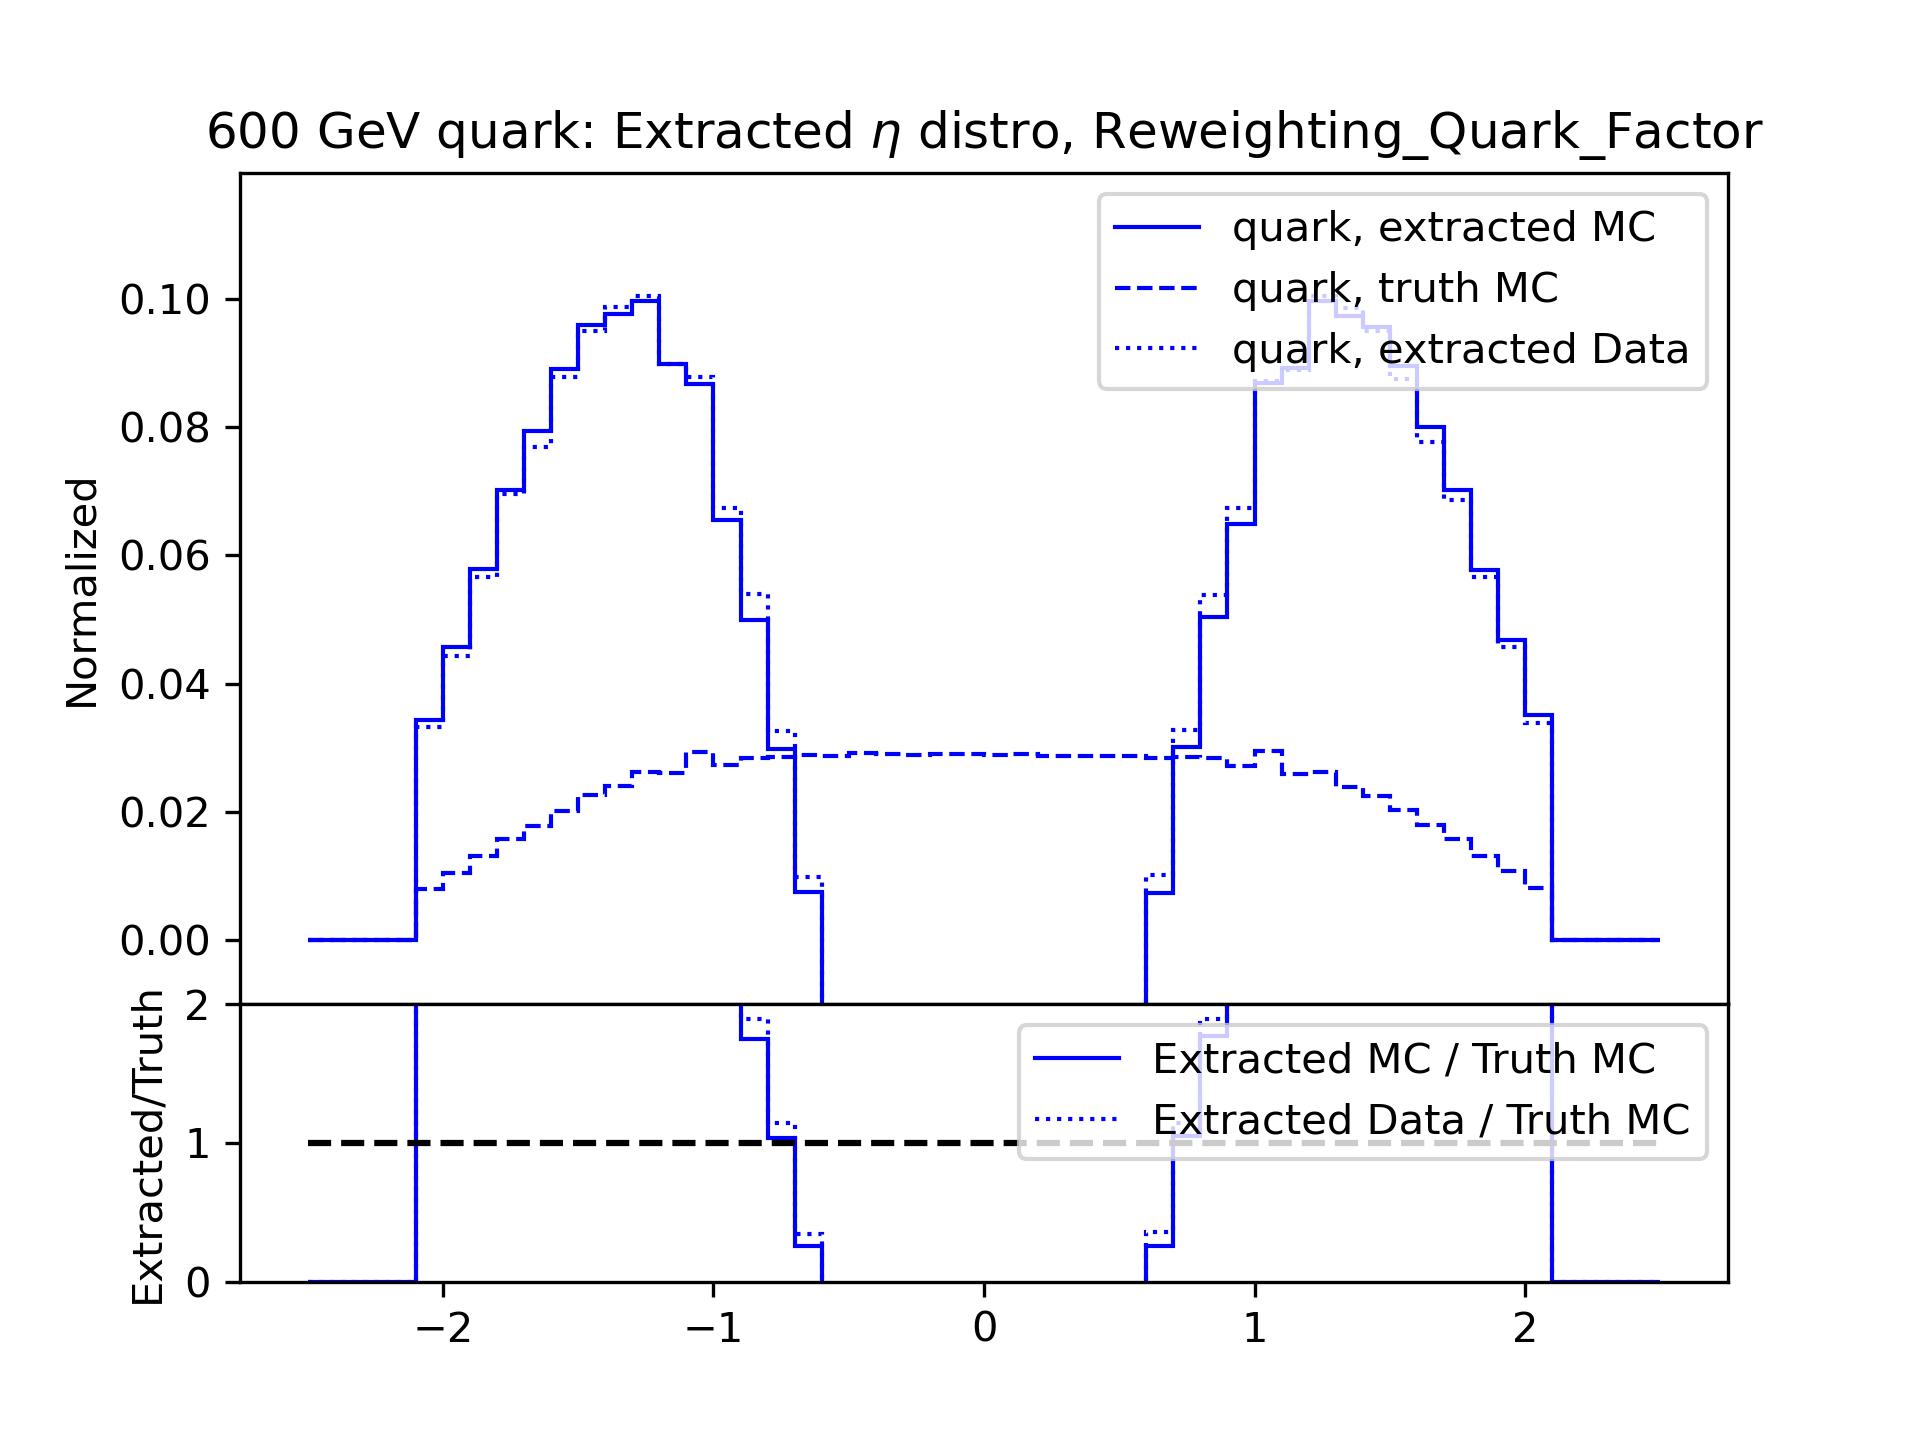 600 GeV quark: Extracted η distro, Reweighting_Quark_Factor
quark, extracted MC
quark, truth MC
quark, extracted Data
Normalized
0.10
0.08
0.06
0.04
0.02
0.00
Extracted/Truth
2
1
0
Extracted MC / Truth MC
Extracted Data / Truth MC
−2
−1
0
1
2